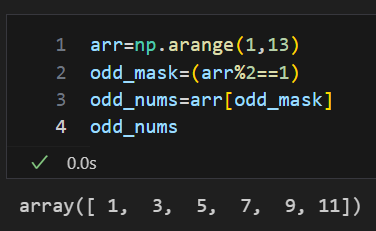 1 arr=np.arange(1,13)
2 odd_mask=(arr%2==1)
3 odd_nums=arr[odd_mask]
4 odd_nums
✓ 0.0s
array([ 1,  3,  5,  7,  9, 11])